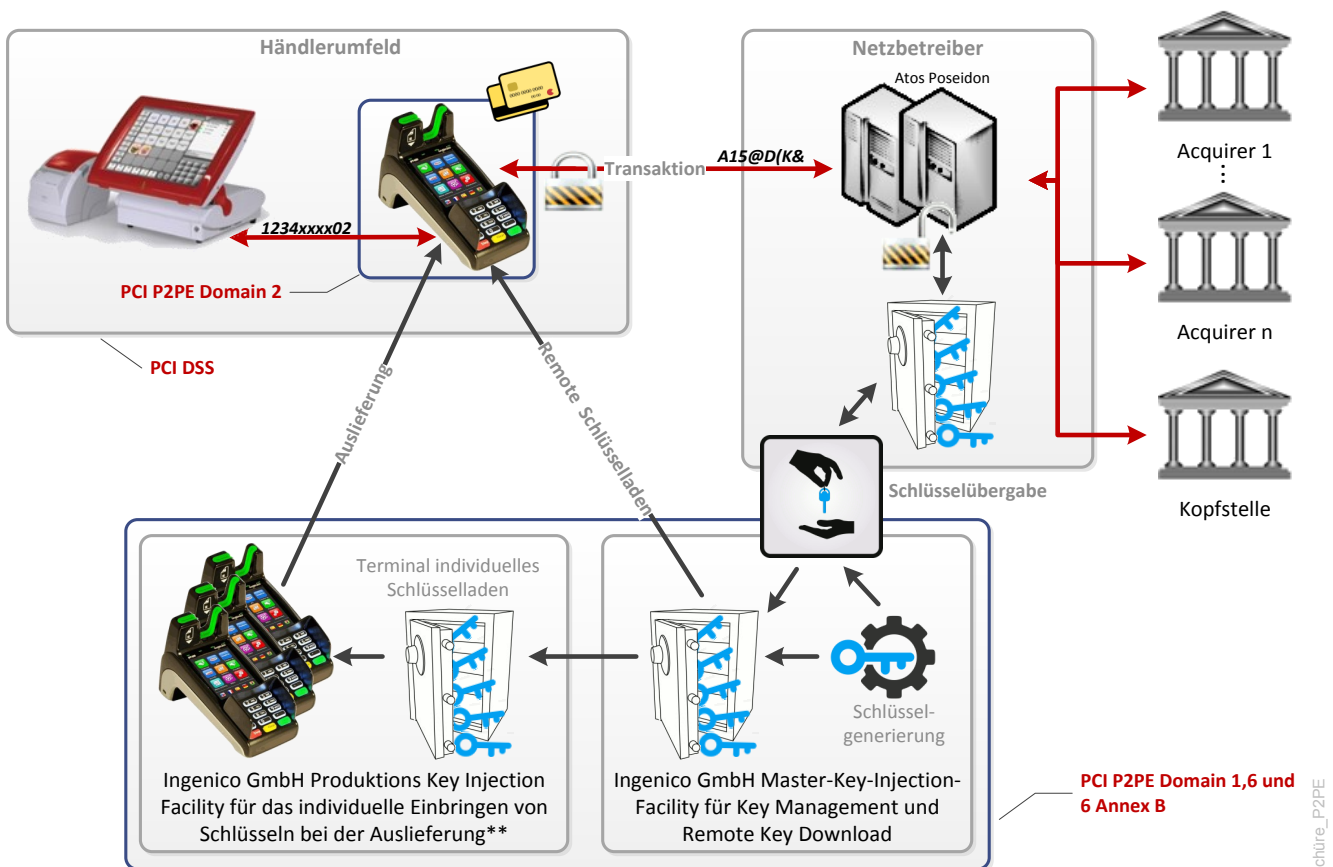 Händlerumfeld
Netzbetreiber
Atos Poseidon
Transaktion
A15@D(K&
1234xxxx02
PCI P2PE Domain 2
PCI DSS
Acquirer 1
Acquirer n
Kopfstelle
Auslieferung
Remote Schlüsselladen
Schlüsselübergabe
Terminal individuelles
Schlüsselladen
Schlüssel-
generierung
Ingenico GmbH Produktions Key Injection
Facility für das individuelle Einbringen von
Schlüsseln bei der Auslieferung**
Ingenico GmbH Master-Key-Injection-
Facility für Key Management und
Remote Key Download
PCI P2PE Domain 1,6 und
6 Annex B
chüre_P2PE